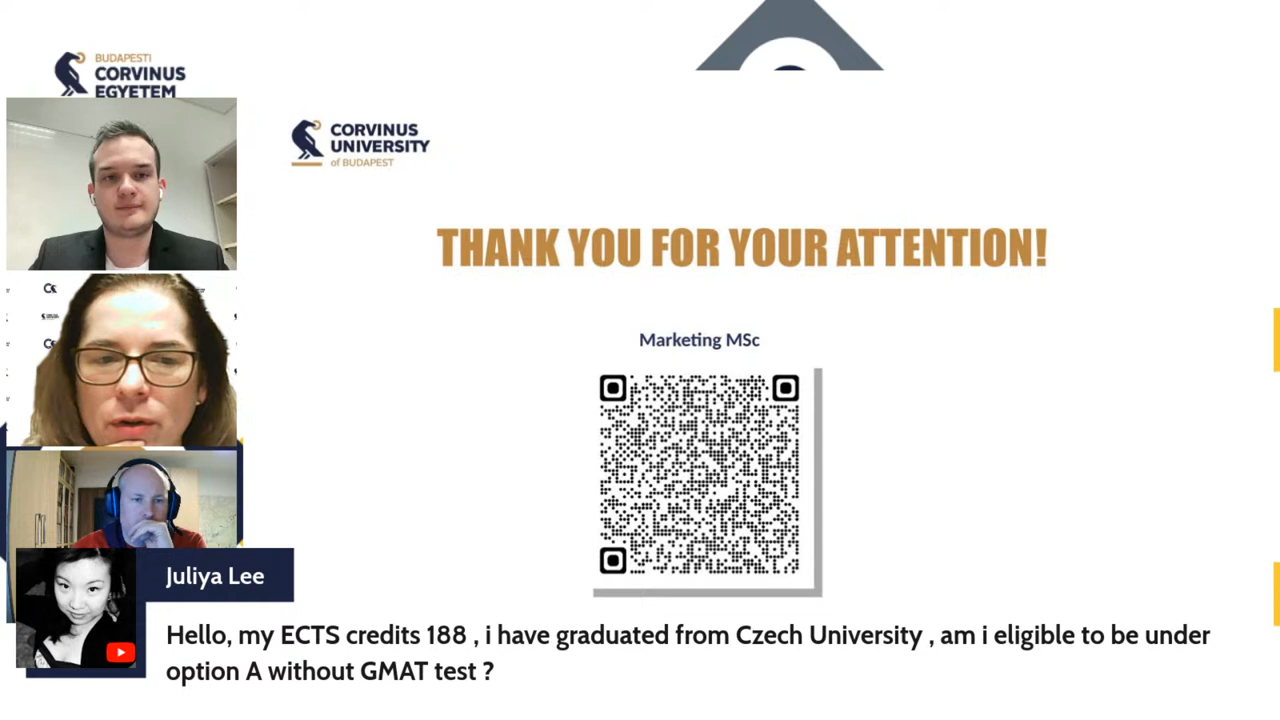 BUDAPESTI
CORVINUS
EGYETEM
CORVINUS
UNIVERSITY
of BUDAPEST
THANK YOU FOR YOUR ATTENTION!
Marketing MSc
Juliya Lee
Hello, my ECTS credits 188 , i have graduated from Czech University , am i eligible to be under
option A without GMAT test ?